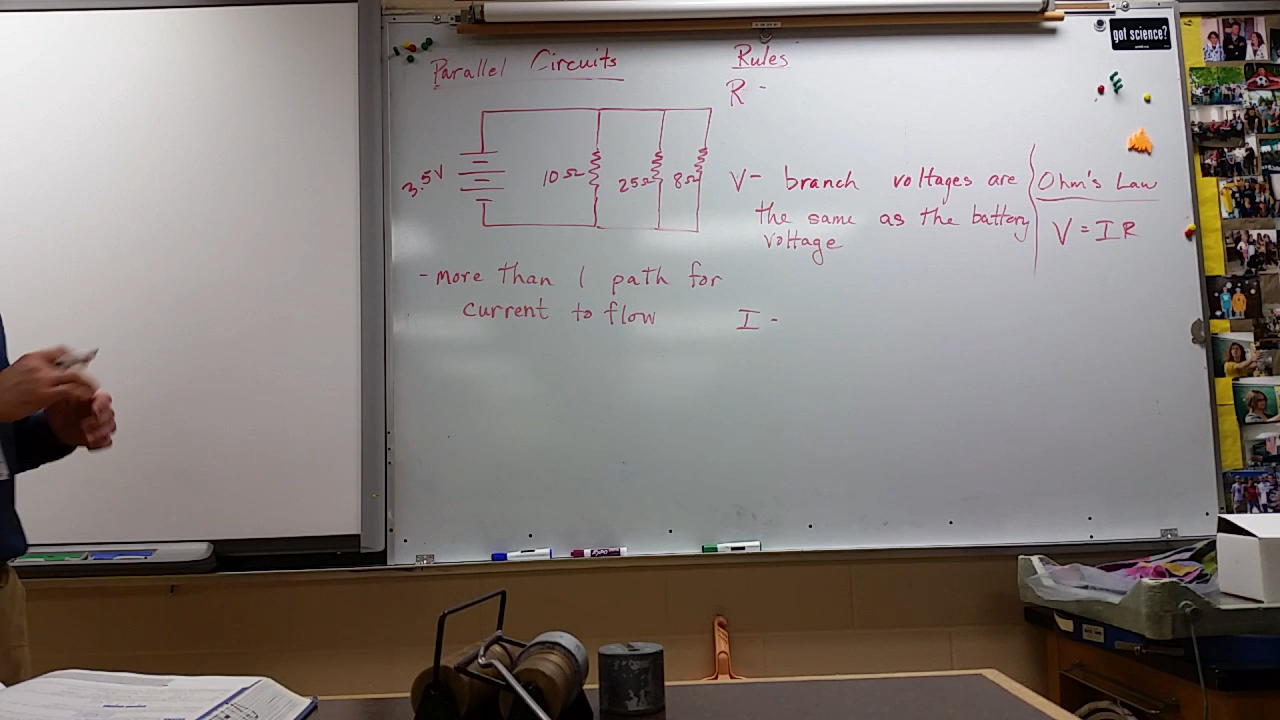 got science?
Parallel Circuits
Rules
R -
3.5V
10Ω
25Ω
8Ω
V- branch voltages are
the same as the battery
voltage
Ohm's Law
V = IR
- more than 1 path for
current to flow
I -
EXPO